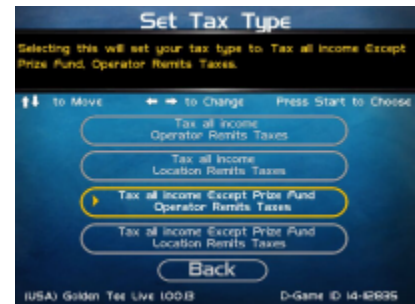 Set Tax Type
Selecting this will set your tax type to: Tax all income Except
Prize Fund, Operator Remits Taxes.
to Move
to Change
Press Start to Choose
Tax all income
Operator Remits Taxes
Tax all income
Location Remits Taxes
Tax all income Except Prize Fund
Operator Remits Taxes
Tax all income Except Prize Fund
Location Remits Taxes
Back
(USA) Golden Tee Live 1.00.13
D-Game ID 14-12835